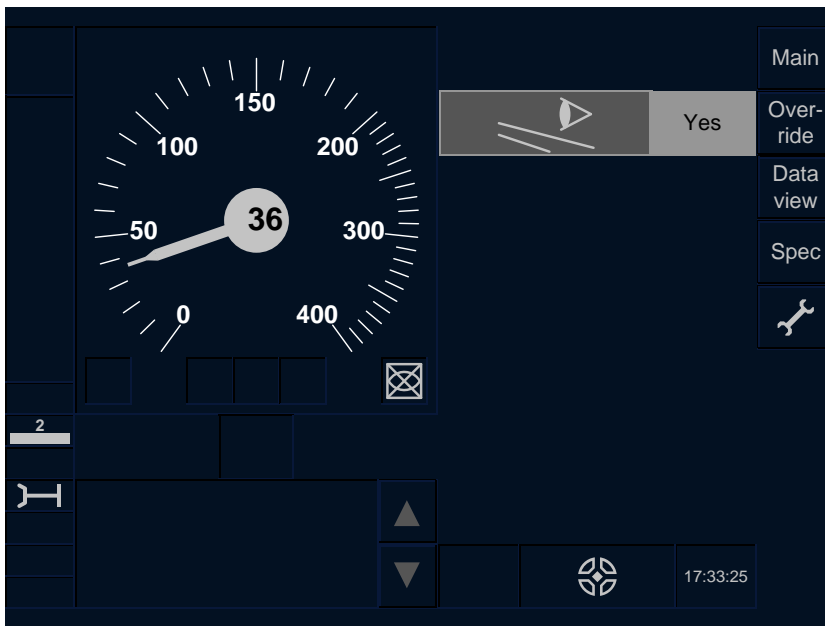 Main
150
Yes
Over-
ride
100
200
Data
view
36
50
300
Spec
0
400
2
17:33:25